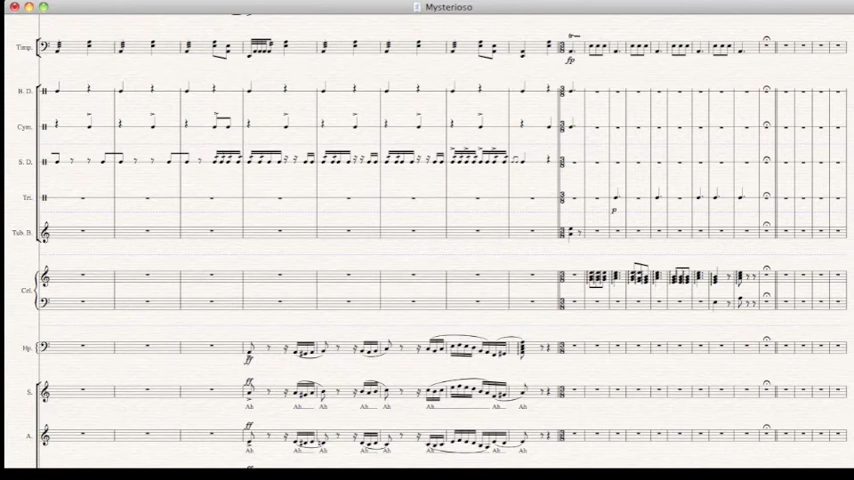 Mysterioso
Timp.
fp
B. D.
Cym.
S. D.
Tri.
p
Tub. B.
Cel.
Hp.
ff
ff
S.
Ah Ah Ah Ah Ah Ah Ah
ff
A.
Ah Ah Ah Ah Ah Ah Ah
ff